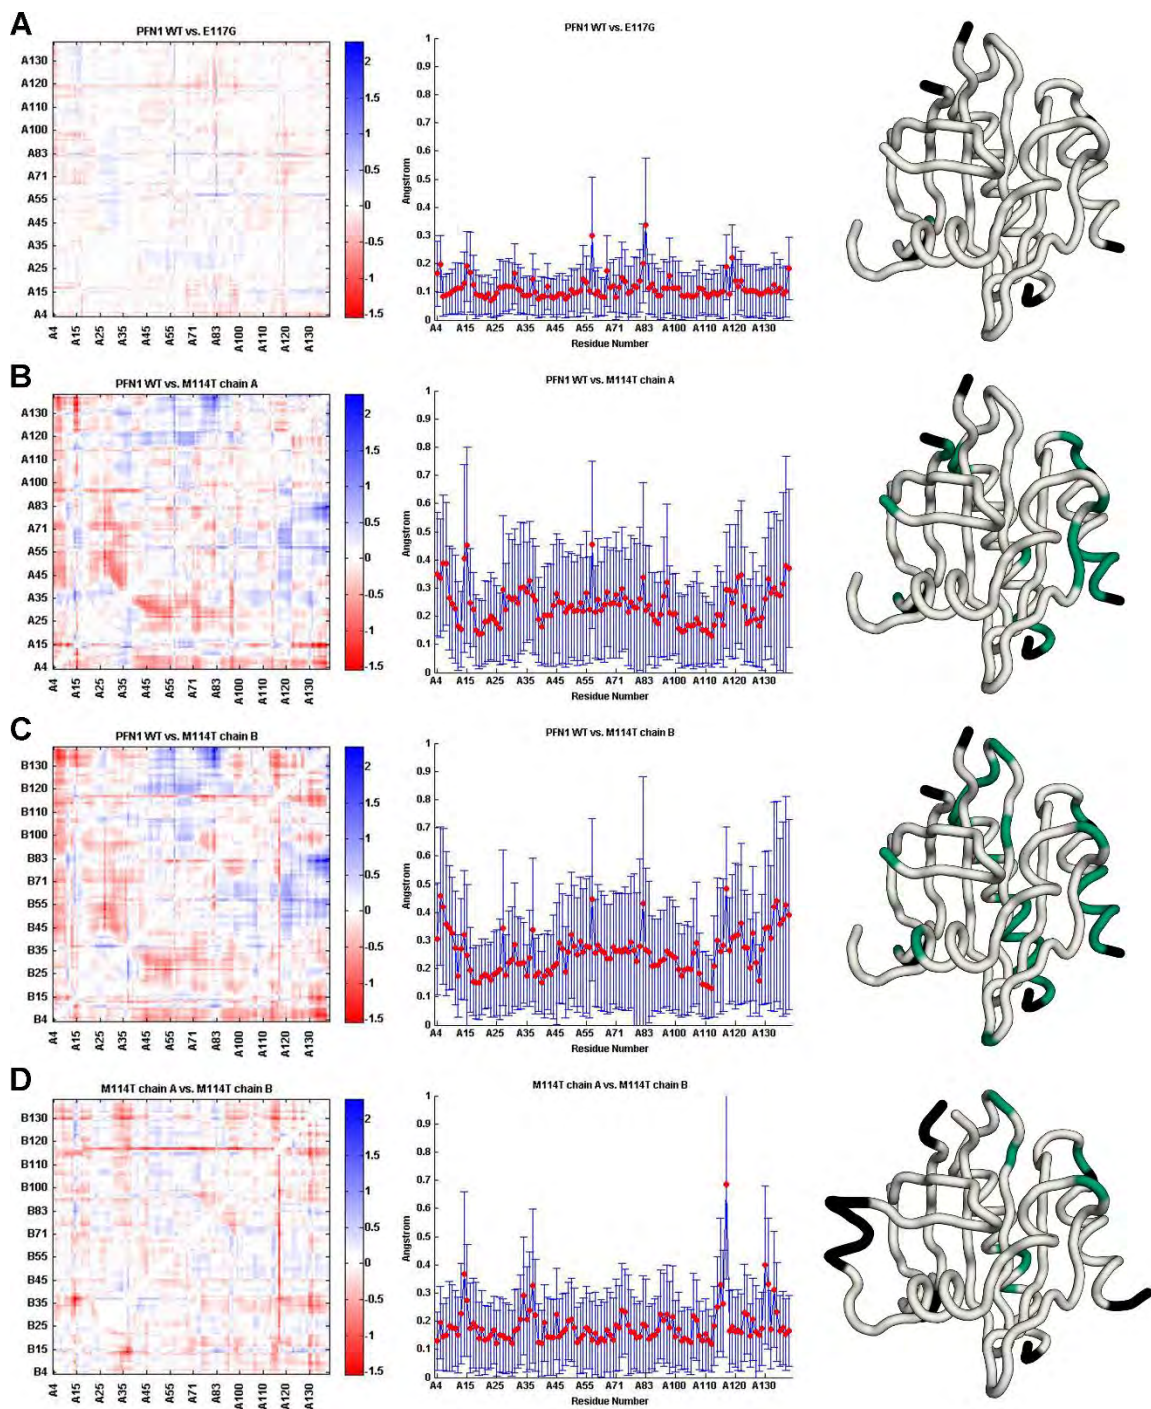 A
PFN1 WT vs. E117G
A130
A120
A110
A100
A83
A71
A55
A45
A35
A25
A15
A4
A4 A15 A25 A35 A45 A55 A71 A83 A100 A110 A120 A130
2
1.5
1
0.5
0
-0.5
-1
-1.5
PFN1 WT vs. E117G
Angstrom
1
0.9
0.8
0.7
0.6
0.5
0.4
0.3
0.2
0.1
0
A4 A15 A25 A35 A45 A55 A71 A83 A100 A110 A130
Residue Number
B
PFN1 WT vs. M114T chain A
A130
A120
A110
A100
A83
A71
A55
A45
A35
A25
A15
A4
A4 A15 A25 A35 A45 A55 A71 A83 A100 A110 A120 A130
2
1.5
1
0.5
0
-0.5
-1
-1.5
PFN1 WT vs. M114T chain A
Angstrom
1
0.9
0.8
0.7
0.6
0.5
0.4
0.3
0.2
0.1
0
A4 A15 A25 A35 A45 A55 A71 A83 A100 A110 A130
Residue Number
C
PFN1 WT vs. M114T chain B
B130
B120
B110
B100
B83
B71
B55
B45
B35
B25
B15
B4
A4 A15 A25 A35 A45 A55 A71 A83 A100 A110 A120 A130
2
1.5
1
0.5
0
-0.5
-1
-1.5
PFN1 WT vs. M114T chain B
Angstrom
1
0.9
0.8
0.7
0.6
0.5
0.4
0.3
0.2
0.1
0
A4 A15 A25 A35 A45 A55 A71 A83 A100 A110 A130
Residue Number
D
M114T chain A vs. M114T chain B
B130
B120
B110
B100
B83
B71
B55
B45
B35
B25
B15
B4
A4 A15 A25 A35 A45 A55 A71 A83 A100 A110 A120 A130
2
1.5
1
0.5
0
-0.5
-1
-1.5
M114T chain A vs. M114T chain B
Angstrom
1
0.9
0.8
0.7
0.6
0.5
0.4
0.3
0.2
0.1
0
A4 A15 A25 A35 A45 A55 A71 A83 A100 A110 A130
Residue Number